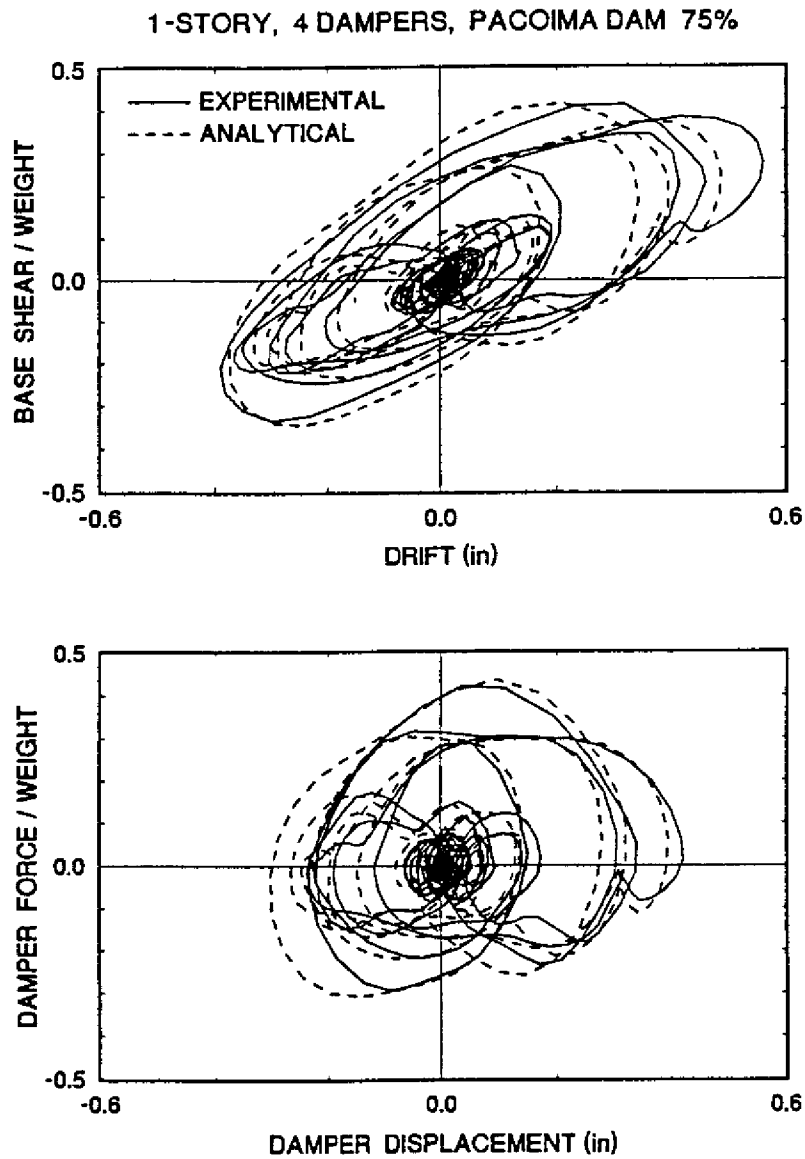 1-STORY, 4 DAMPERS, PACOIMA DAM 75%
0.5
EXPERIMENTAL
ANALYTICAL
BASE SHEAR / WEIGHT
0.0
-0.5
-0.6
0.0
0.6
DRIFT (in)
0.5
DAMPER FORCE / WEIGHT
0.0
-0.5
-0.6
0.0
0.6
DAMPER DISPLACEMENT (in)